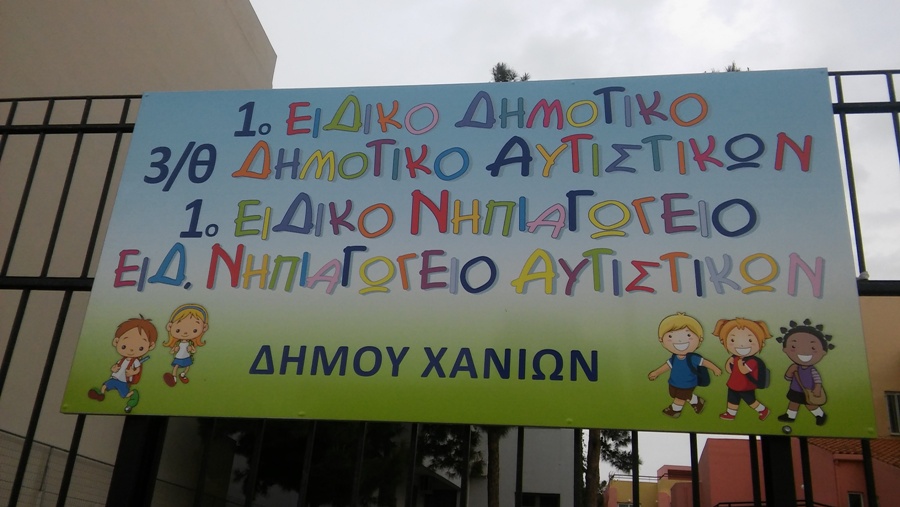 1ο ΕΙΔΙΚΟ ΔΗΜΟΤΙΚΟ
3/Θ ΔΗΜΟΤΙΚΟ ΑΥΤΙΣΤΙΚΩΝ
1ο ΕΙΔΙΚΟ ΝΗΠΙΑΓΩΓΕΙΟ
ΕΙΔ. ΝΗΠΙΑΓΩΓΕΙΟ ΑΥΤΙΣΤΙΚΩΝ
ΔΗΜΟΥ ΧΑΝΙΩΝ